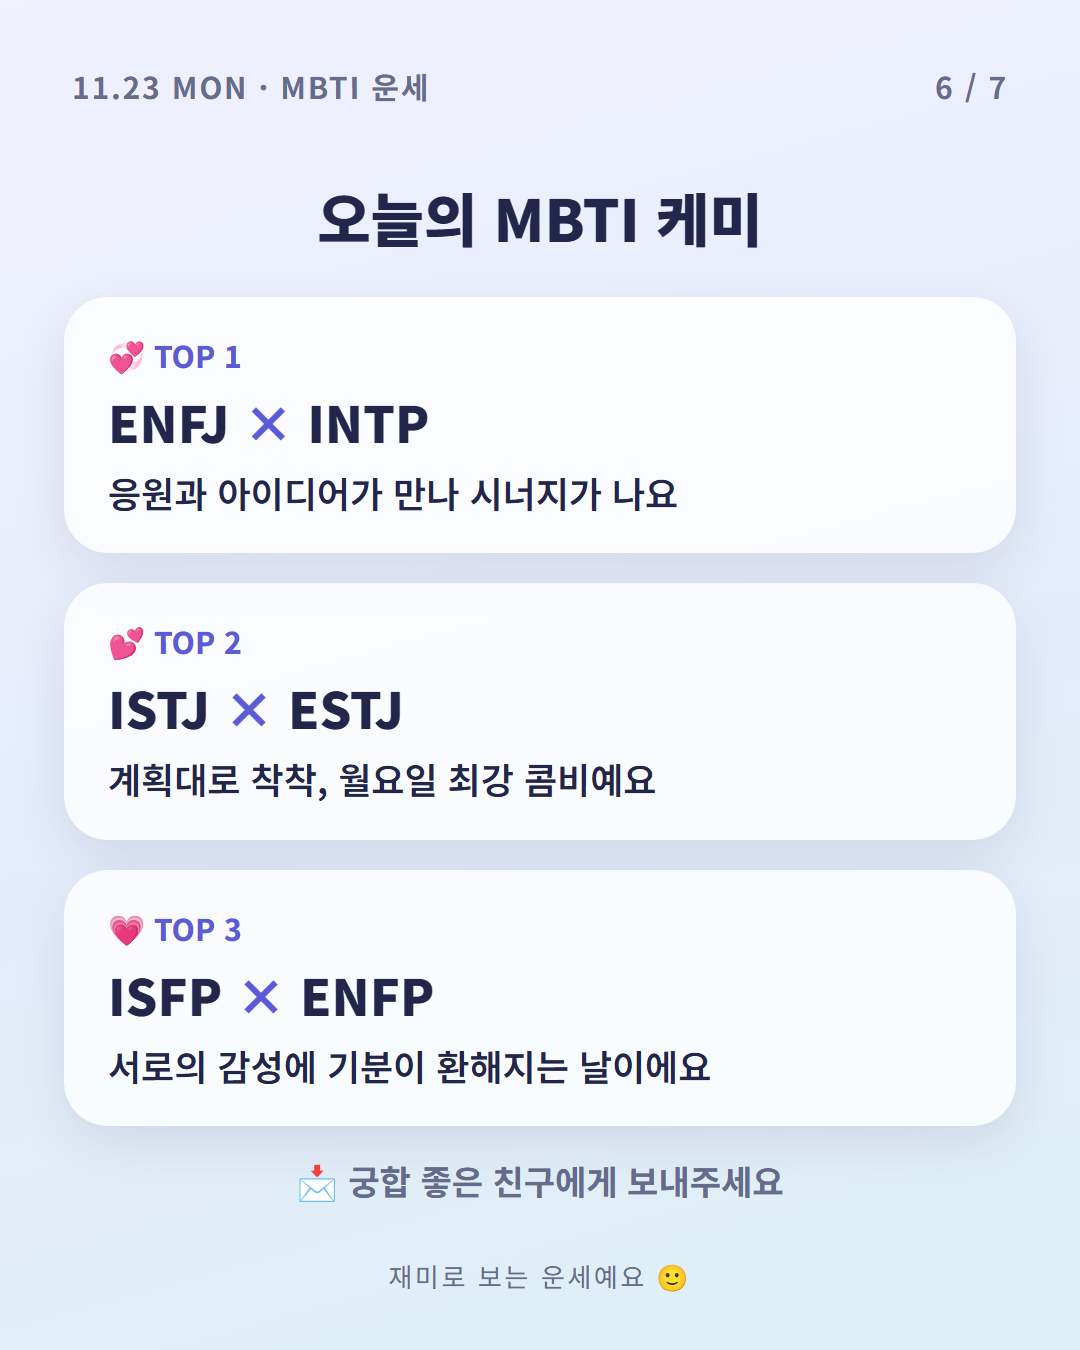 11.23 MON · MBTI 운세
6 / 7
오늘의 MBTI 케미
💞 TOP 1
ENFJ × INTP
응원과 아이디어가 만나 시너지가 나요
💕 TOP 2
ISTJ × ESTJ
계획대로 착착, 월요일 최강 콤비예요
💗 TOP 3
ISFP × ENFP
서로의 감성에 기분이 환해지는 날이에요
📩 궁합 좋은 친구에게 보내주세요
재미로 보는 운세예요 🙂